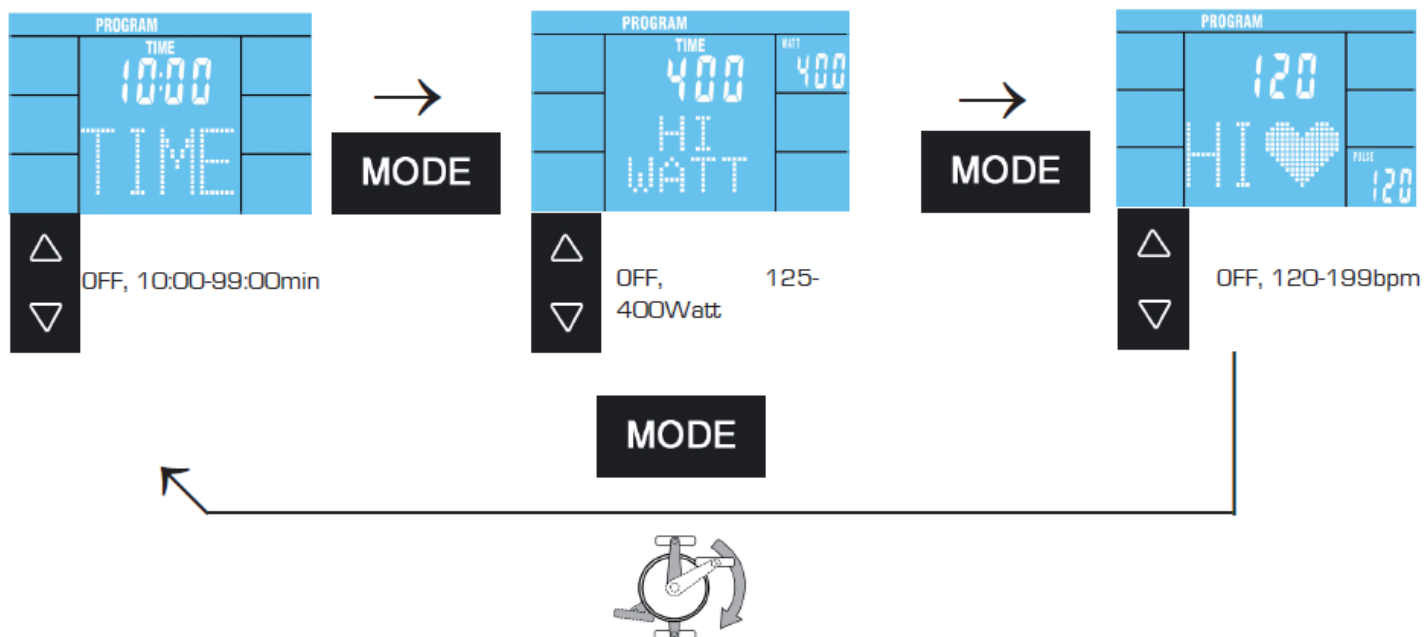 PROGRAM
TIME
10:00
TIME
OFF, 10:00-99:00min
MODE
PROGRAM
TIME
400
WATT
400
HI
WATT
OFF, 125-
400Watt
MODE
PROGRAM
120
HI
PULSE
120
OFF, 120-199bpm
MODE